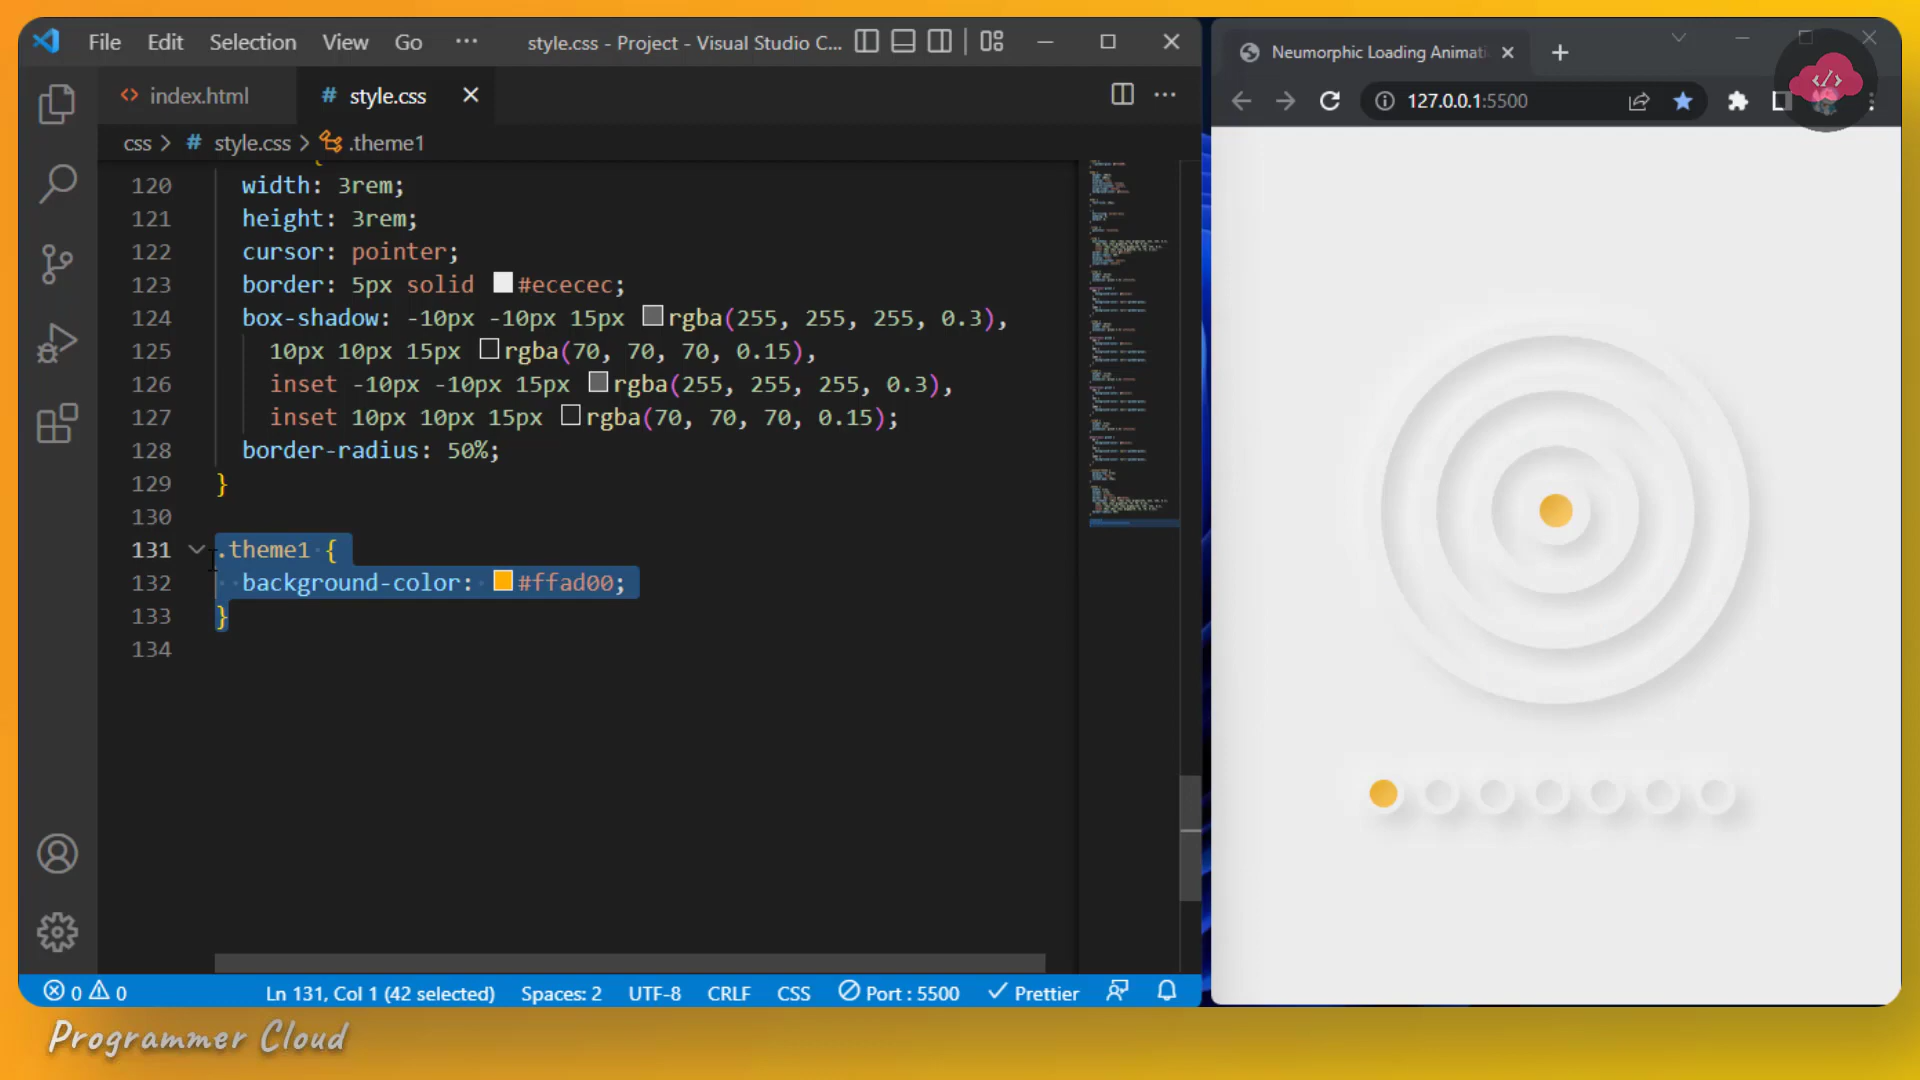 File Edit Selection View Go ··· style.css - Project - Visual Studio C...
index.html # style.css
css > # style.css > .theme1
120 width: 3rem;
121 height: 3rem;
122 cursor: pointer;
123 border: 5px solid #ececec;
124 box-shadow: -10px -10px 15px rgba(255, 255, 255, 0.3),
125 10px 10px 15px rgba(70, 70, 70, 0.15),
126 inset -10px -10px 15px rgba(255, 255, 255, 0.3),
127 inset 10px 10px 15px rgba(70, 70, 70, 0.15);
128 border-radius: 50%;
129 }
130
131 .theme1 {
132 background-color: #ffad00;
133 }
134
0 0 Ln 131, Col 1 (42 selected) Spaces: 2 UTF-8 CRLF CSS Port : 5500 Prettier
Programmer Cloud
Neumorphic Loading Animati
127.0.0.1:5500